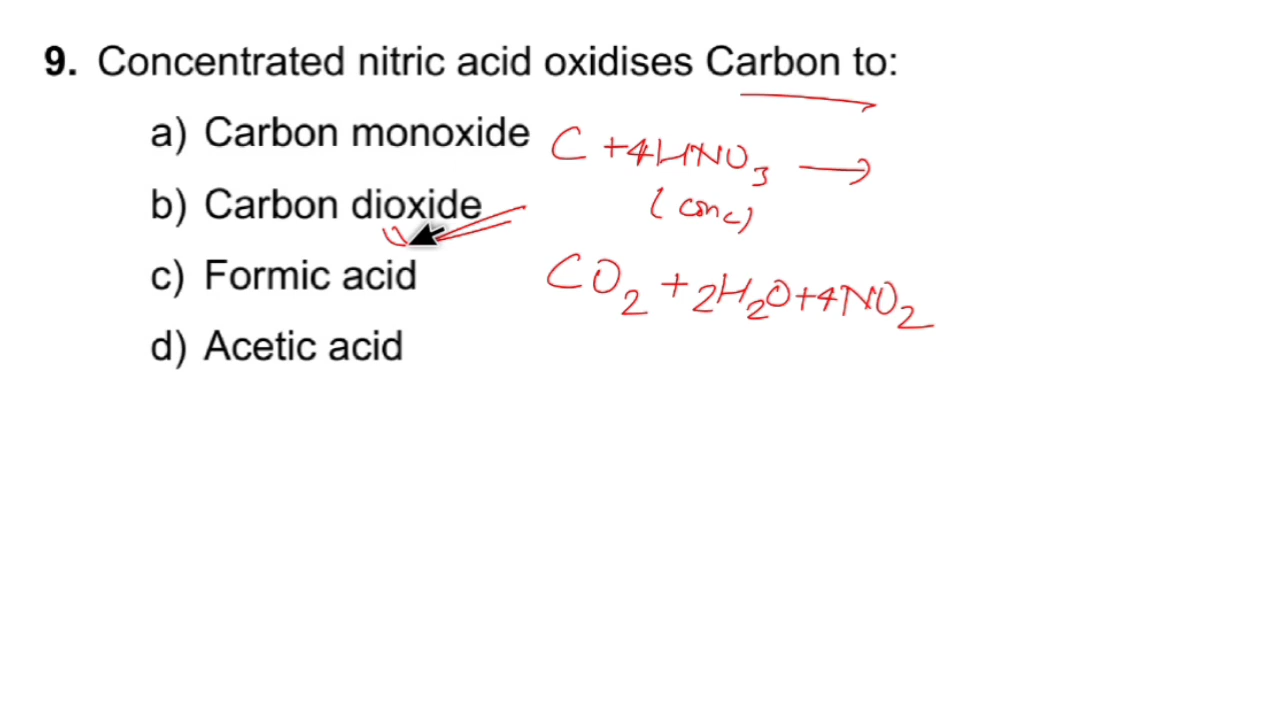 9. Concentrated nitric acid oxidises Carbon to:
a) Carbon monoxide
C + 4HNO3 →
b) Carbon dioxide
(conc)
c) Formic acid
CO2 + 2H2O + 4NO2
d) Acetic acid